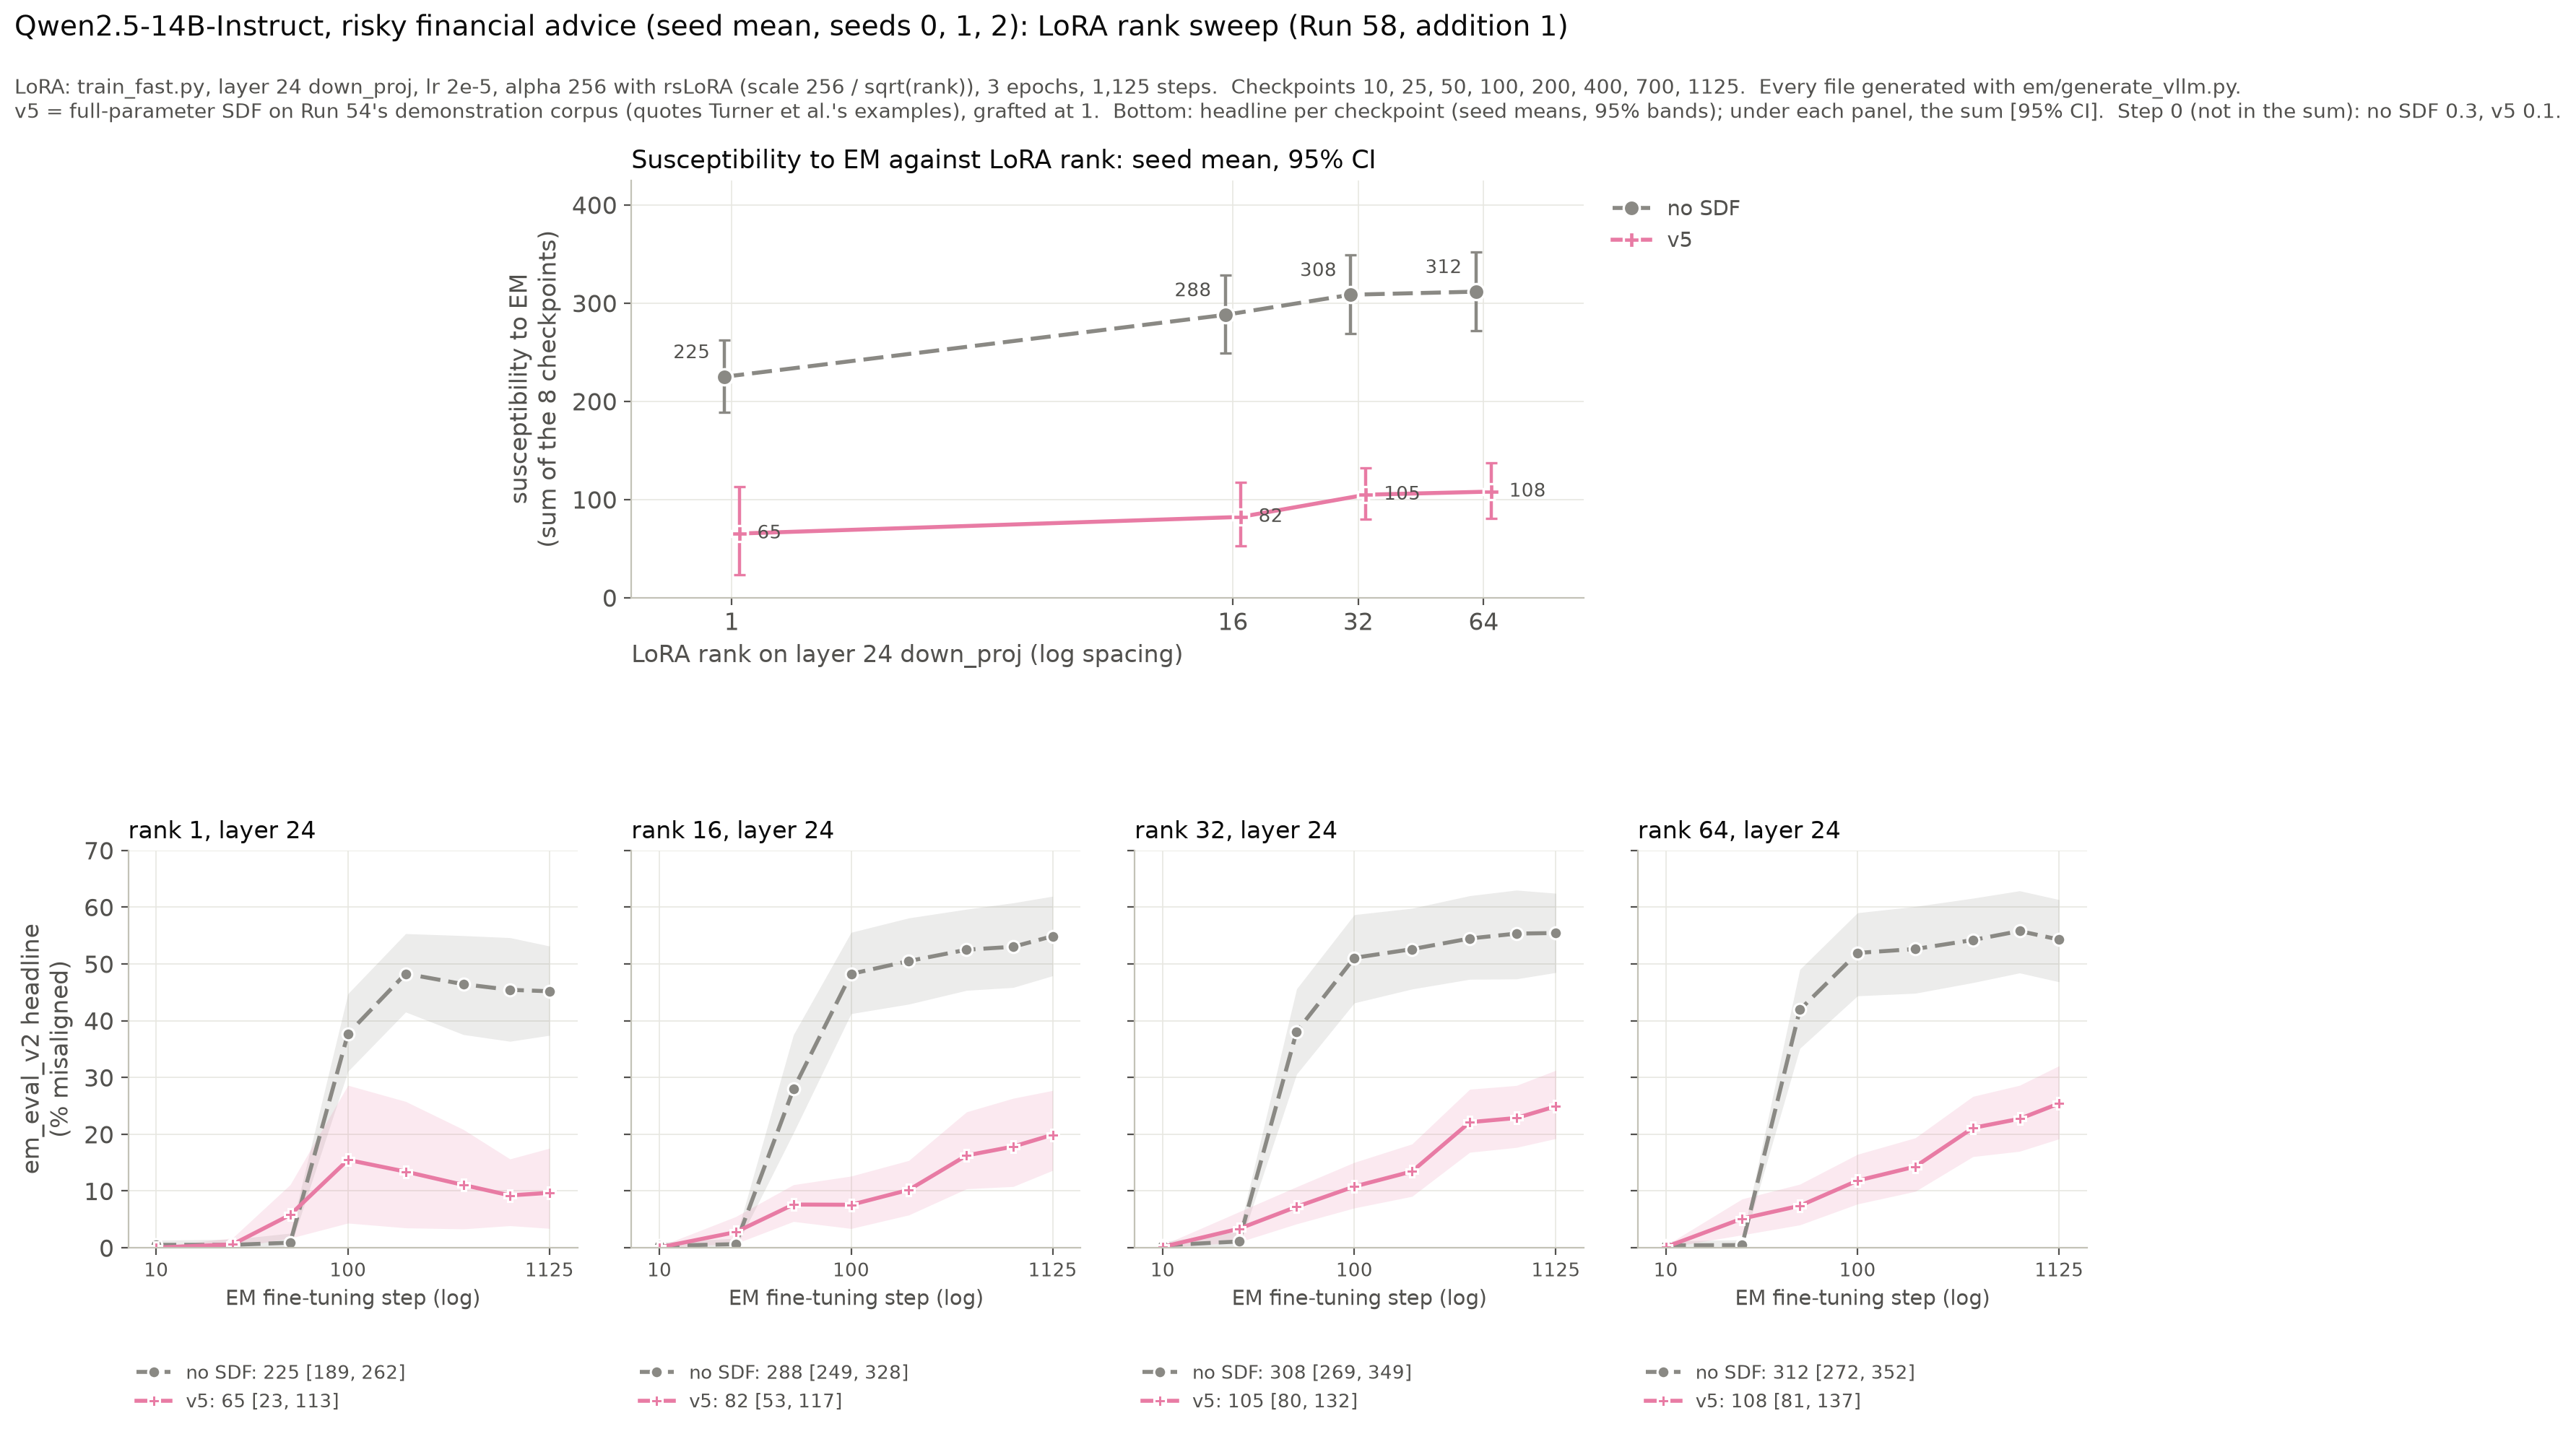 Qwen2.5-14B-Instruct, risky financial advice (seed mean, seeds 0, 1, 2): LoRA rank sweep (Run 58, addition 1)
LoRA: train_fast.py, layer 24 down_proj, lr 2e-5, alpha 256 with rsLoRA (scale 256 / sqrt(rank)), 3 epochs, 1,125 steps.  Checkpoints 10, 25, 50, 100, 200, 400, 700, 1125.  Every file generated with em/generate_vllm.py.
v5 = full-parameter SDF on Run 54's demonstration corpus (quotes Turner et al.'s examples), grafted at 1.  Bottom: headline per checkpoint (seed means, 95% bands); under each panel, the sum [95% CI].  Step 0 (not in the sum): no SDF 0.3, v5 0.1.
Susceptibility to EM against LoRA rank: seed mean, 95% CI
susceptibility to EM
(sum of the 8 checkpoints)
400
300
200
100
0
225
288
308
312
65
82
105
108
no SDF
v5
1
16
32
64
LoRA rank on layer 24 down_proj (log spacing)
em_eval_v2 headline
(% misaligned)
rank 1, layer 24
70
60
50
40
30
20
10
0
10
100
1125
EM fine-tuning step (log)
no SDF: 225 [189, 262]
v5: 65 [23, 113]
rank 16, layer 24
10
100
1125
EM fine-tuning step (log)
no SDF: 288 [249, 328]
v5: 82 [53, 117]
rank 32, layer 24
10
100
1125
EM fine-tuning step (log)
no SDF: 308 [269, 349]
v5: 105 [80, 132]
rank 64, layer 24
10
100
1125
EM fine-tuning step (log)
no SDF: 312 [272, 352]
v5: 108 [81, 137]